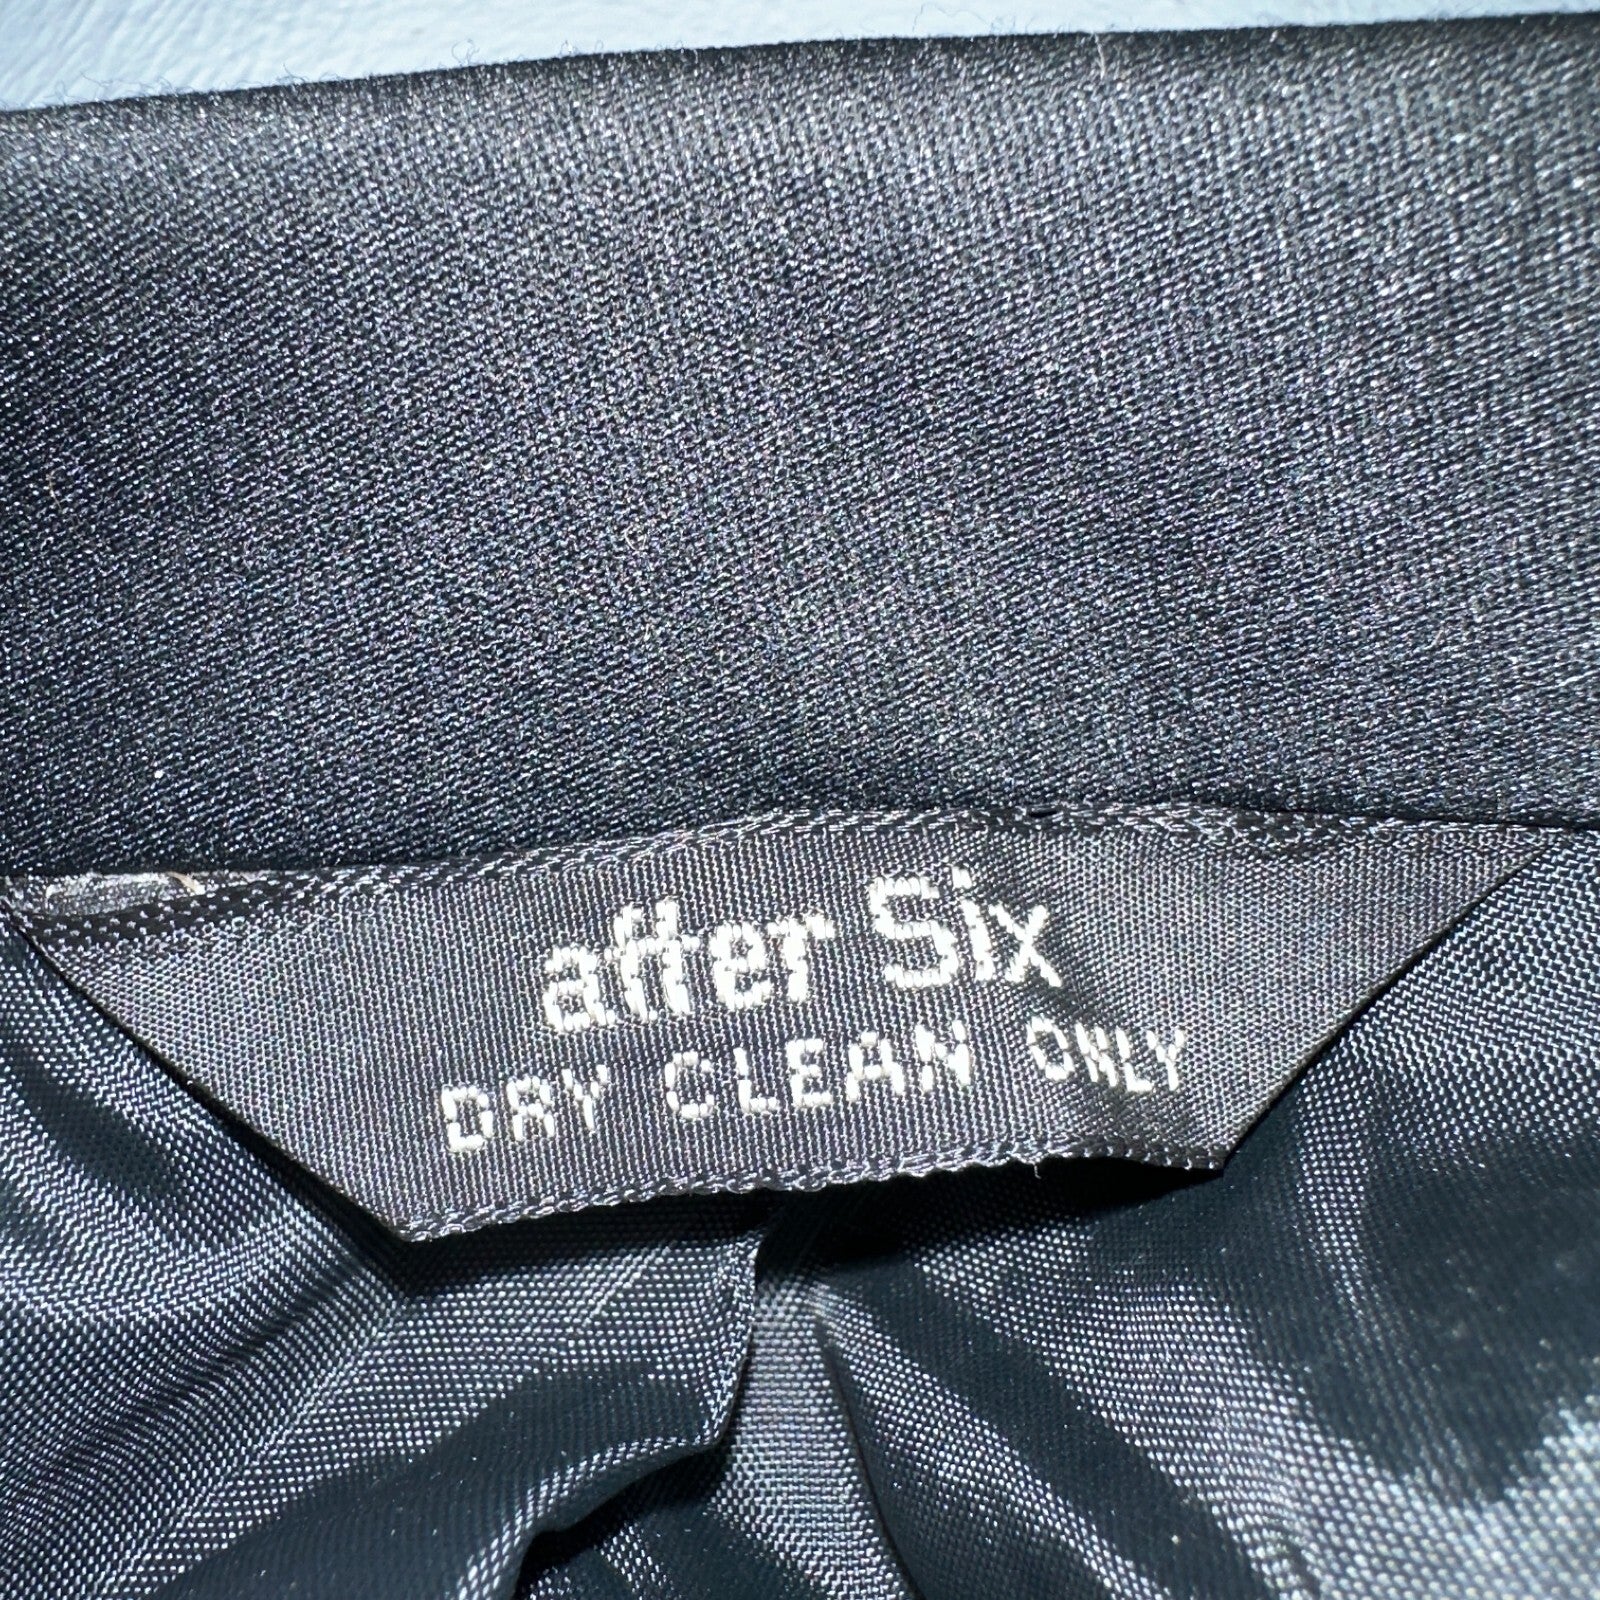 after Six
DRY CLEAN ONLY